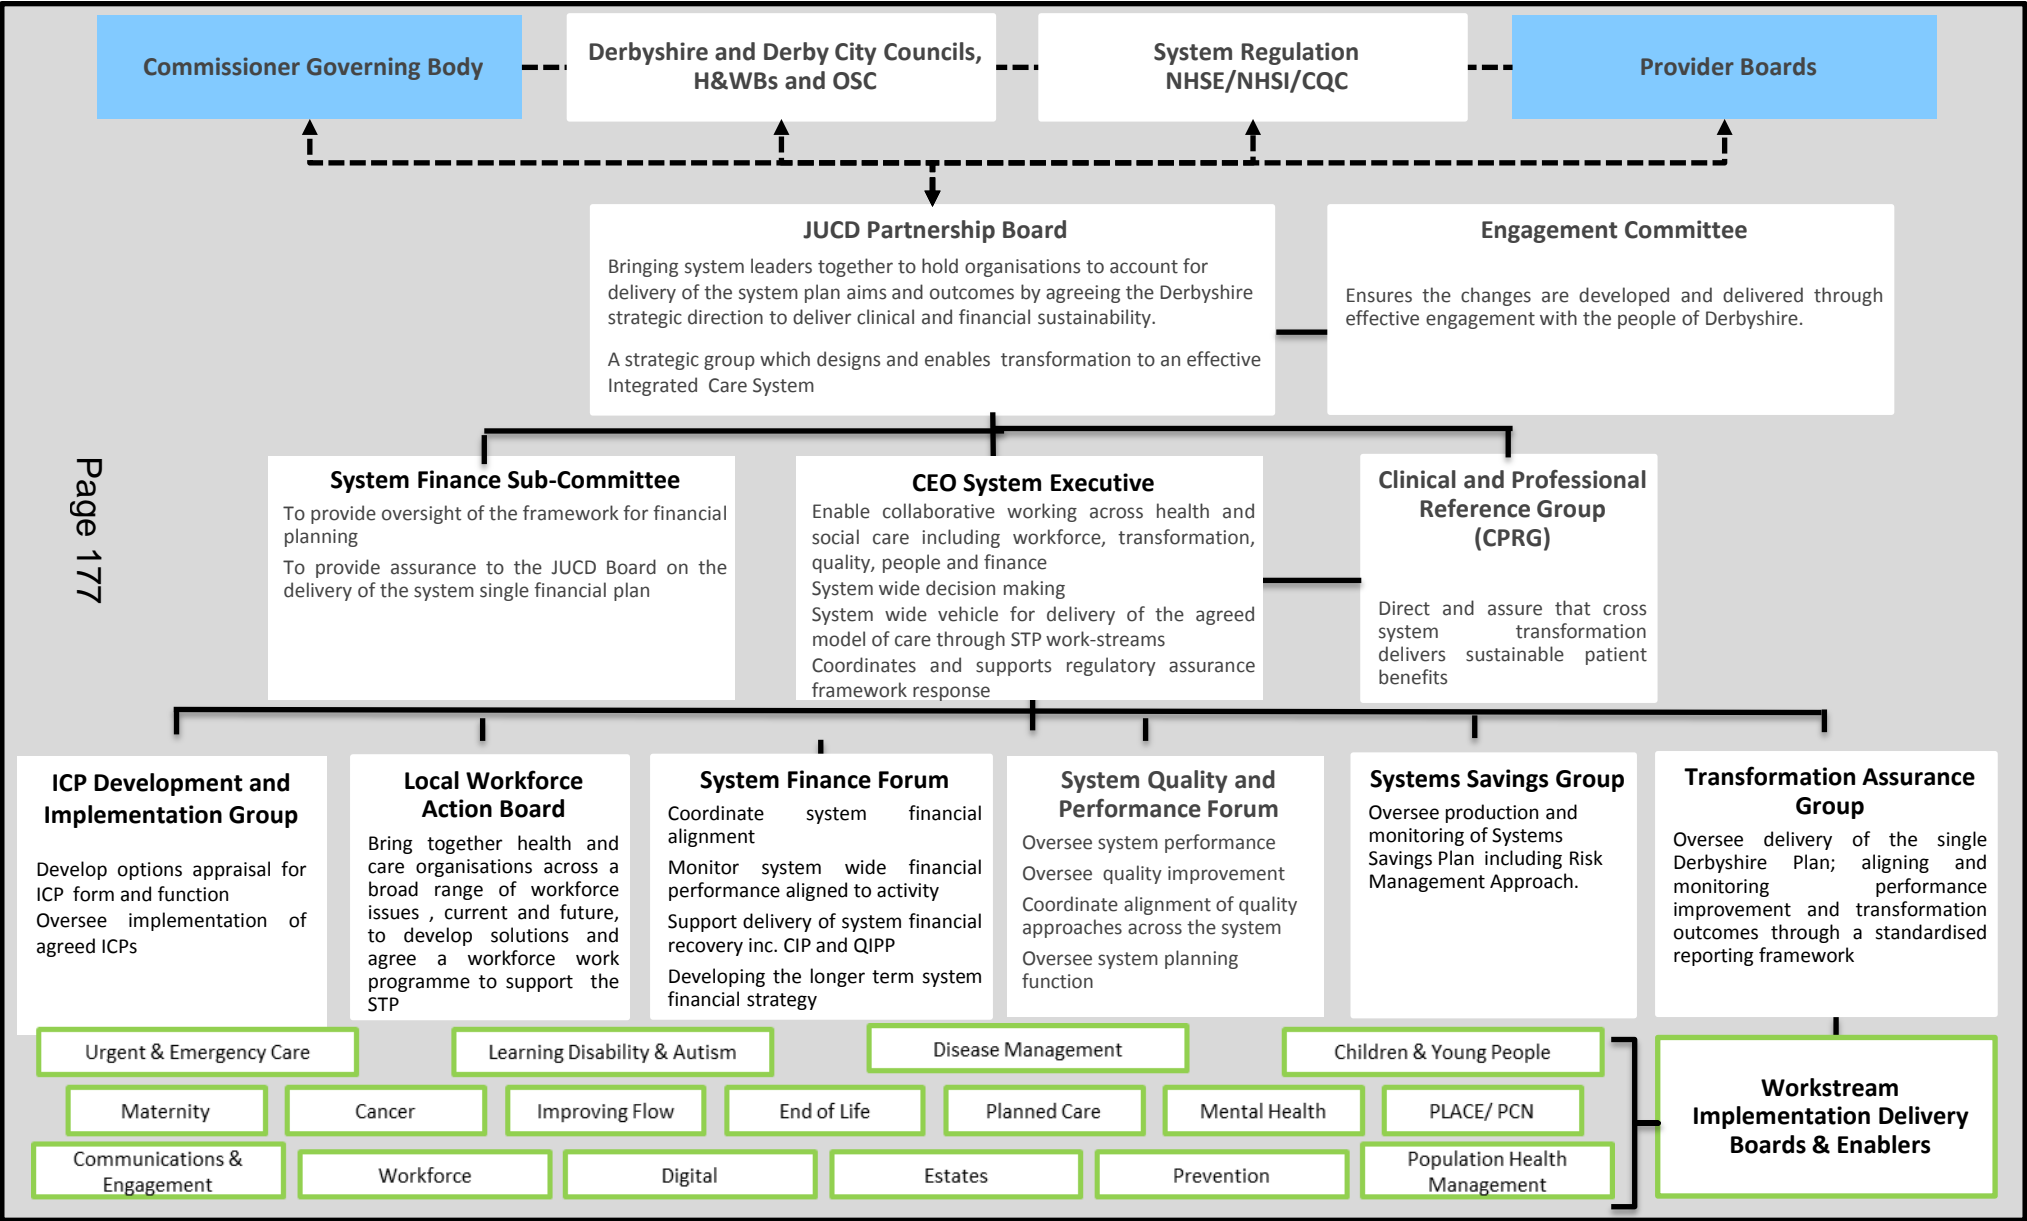 Commissioner Governing Body
Derbyshire and Derby City Councils,
H&WBs and OSC
System Regulation
NHSE/NHSI/CQC
Provider Boards
JUCD Partnership Board
Bringing system leaders together to hold organisations to account for
delivery of the system plan aims and outcomes by agreeing the Derbyshire
strategic direction to deliver clinical and financial sustainability.
A strategic group which designs and enables transformation to an effective
Integrated Care System
Engagement Committee
Ensures the changes are developed and delivered through
effective engagement with the people of Derbyshire.
Page 177
System Finance Sub-Committee
To provide oversight of the framework for financial
planning
To provide assurance to the JUCD Board on the
delivery of the system single financial plan
CEO System Executive
Enable collaborative working across health and
social care including workforce, transformation,
quality, people and finance
System wide decision making
System wide vehicle for delivery of the agreed
model of care through STP work-streams
Coordinates and supports regulatory assurance
framework response
Clinical and Professional
Reference Group
(CPRG)
Direct and assure that cross
system transformation
delivers sustainable patient
benefits
ICP Development and
Implementation Group
Develop options appraisal for
ICP form and function
Oversee implementation of
agreed ICPs
Local Workforce
Action Board
Bring together health and
care organisations across a
broad range of workforce
issues , current and future,
to develop solutions and
agree a workforce work
programme to support the
STP
System Finance Forum
Coordinate system financial
alignment
Monitor system wide financial
performance aligned to activity
Support delivery of system financial
recovery inc. CIP and QIPP
Developing the longer term system
financial strategy
System Quality and
Performance Forum
Oversee system performance
Oversee quality improvement
Coordinate alignment of quality
approaches across the system
Oversee system planning
function
Systems Savings Group
Oversee production and
monitoring of Systems
Savings Plan including Risk
Management Approach.
Transformation Assurance
Group
Oversee delivery of the single
Derbyshire Plan; aligning and
monitoring performance
improvement and transformation
outcomes through a standardised
reporting framework
Urgent & Emergency Care
Learning Disability & Autism
Disease Management
Children & Young People
Maternity
Cancer
Improving Flow
End of Life
Planned Care
Mental Health
PLACE/ PCN
Communications &
Engagement
Workforce
Digital
Estates
Prevention
Population Health
Management
Workstream
Implementation Delivery
Boards & Enablers